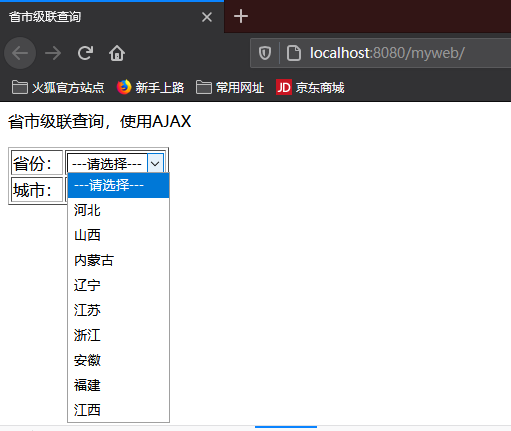 省市级联查询
localhost:8080/myweb/
火狐官方站点 新手上路 常用网址 JD 京东商城
省市级联查询，使用AJAX
省份： ---请选择---
城市：
---请选择---
河北
山西
内蒙古
辽宁
江苏
浙江
安徽
福建
江西